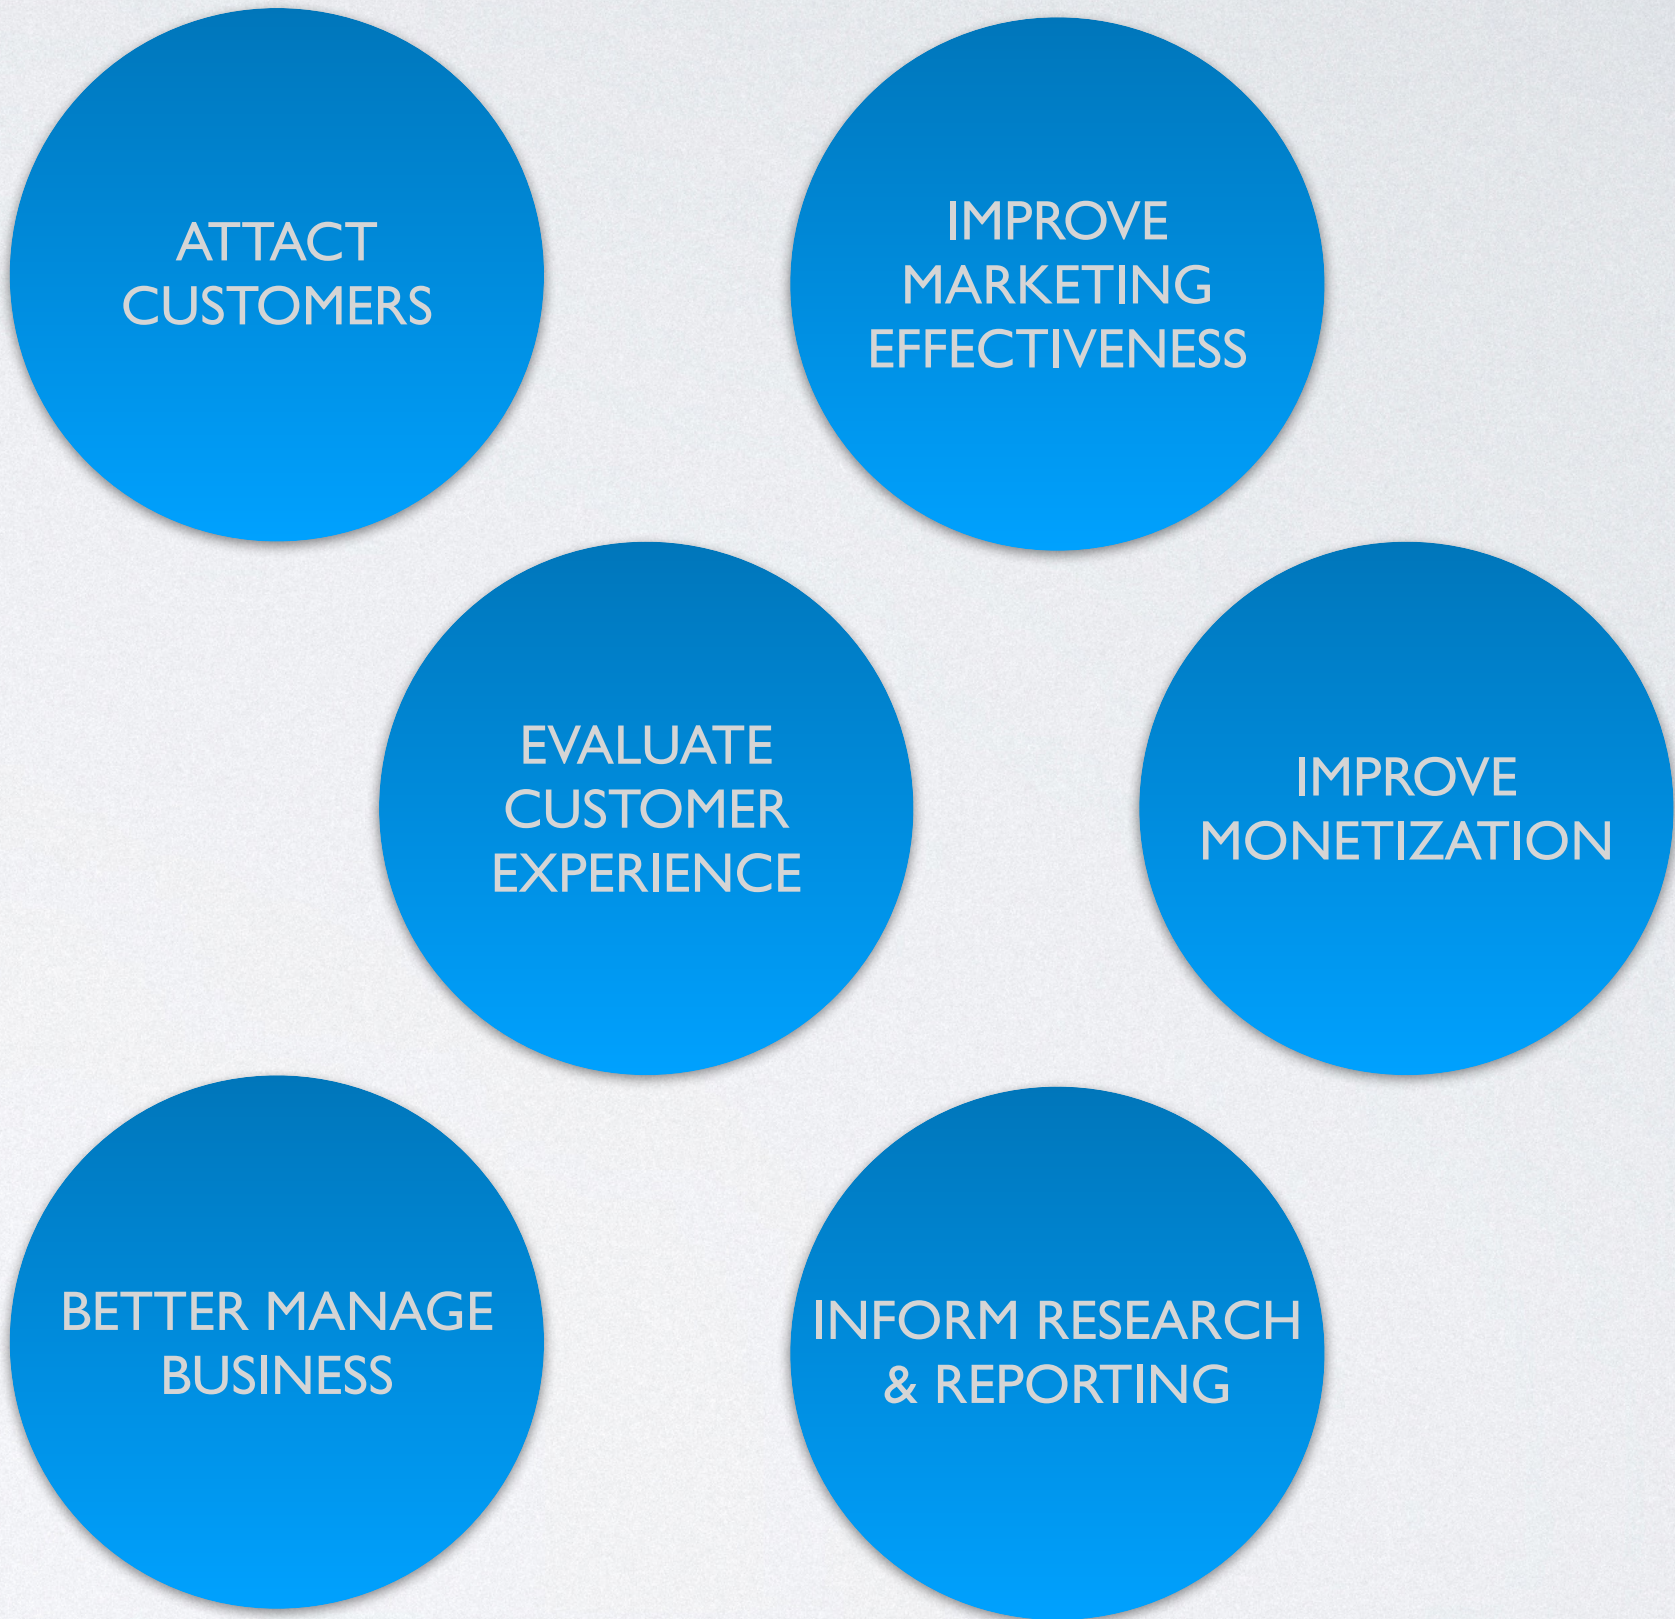 ATTACT
CUSTOMERS
IMPROVE
MARKETING
EFFECTIVENESS
EVALUATE
CUSTOMER
EXPERIENCE
IMPROVE
MONETIZATION
BETTER MANAGE
BUSINESS
INFORM RESEARCH
& REPORTING